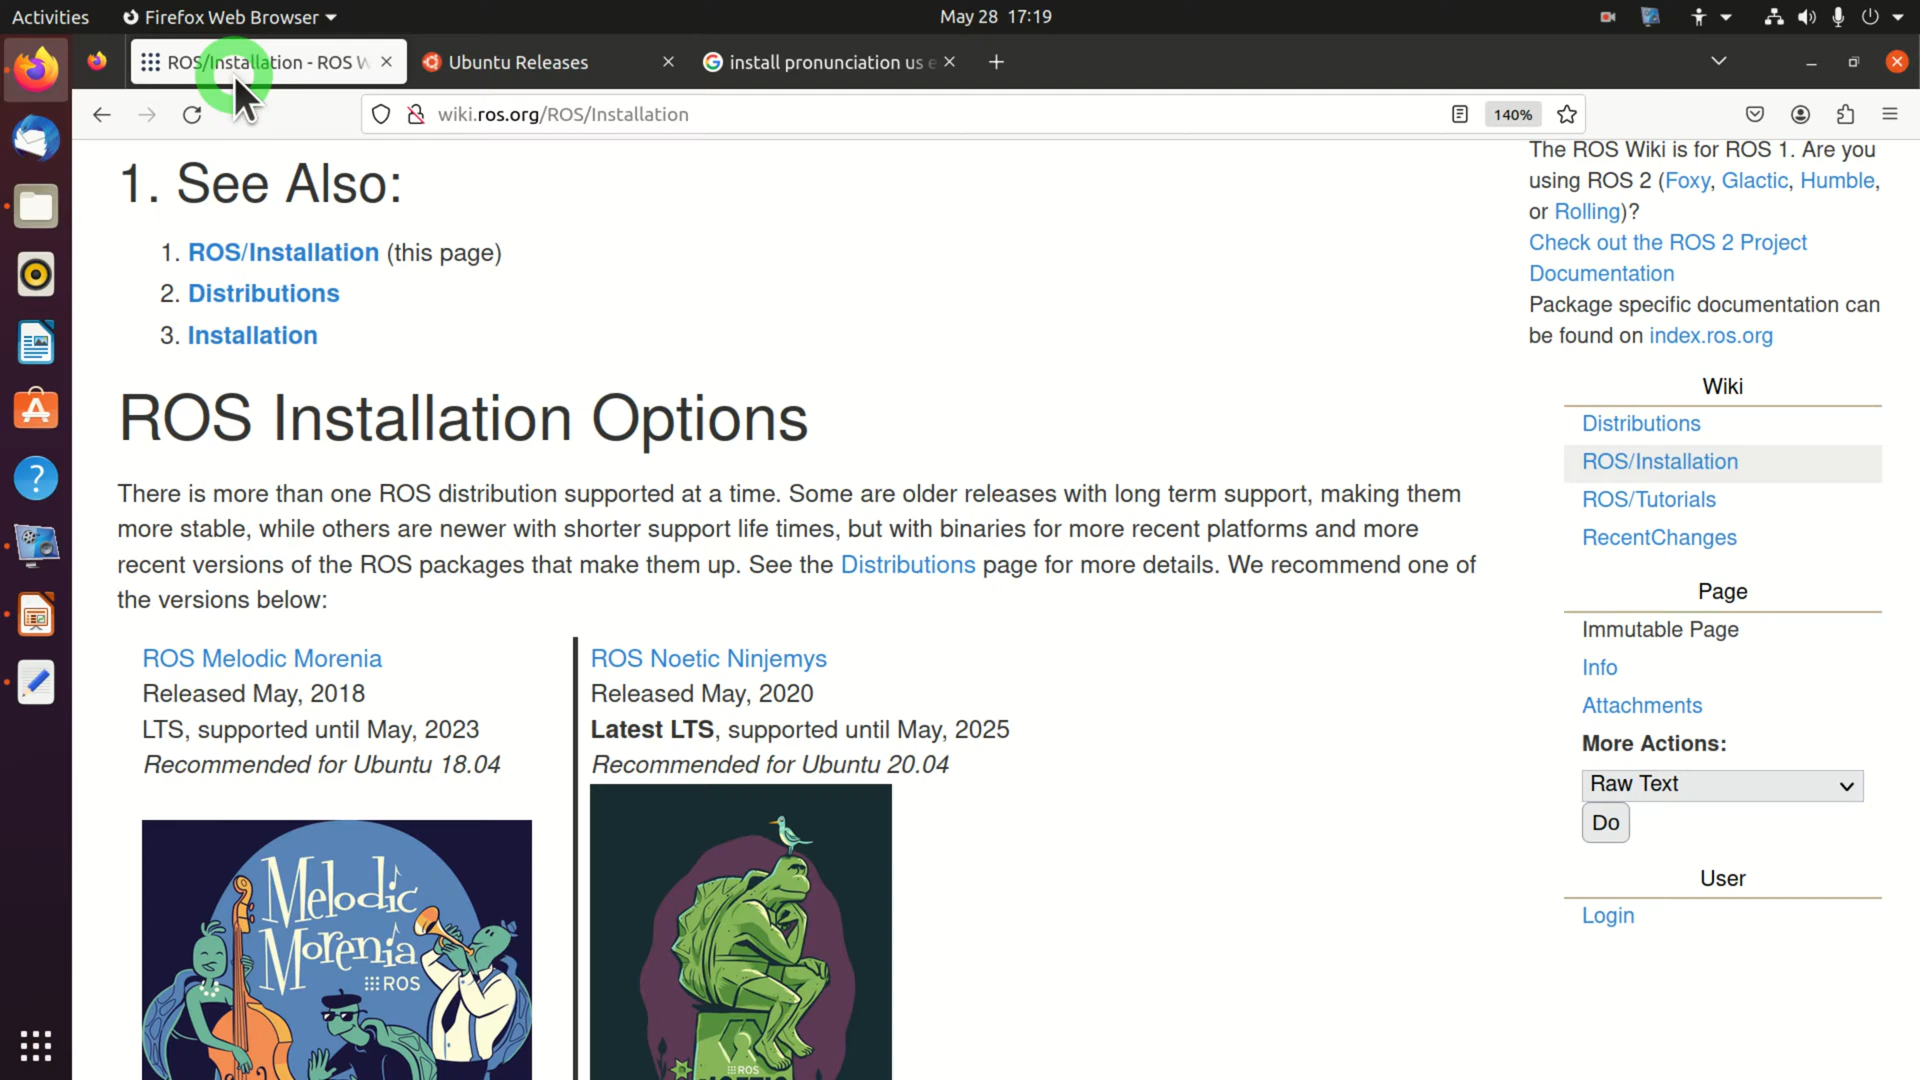 Activities
Firefox Web Browser
May 28 17:19
ROS/Installation - ROS W
Ubuntu Releases
install pronunciation us e
wiki.ros.org/ROS/Installation
140%
1. See Also:
1. ROS/Installation (this page)
2. Distributions
3. Installation
ROS Installation Options
There is more than one ROS distribution supported at a time. Some are older releases with long term support, making them
more stable, while others are newer with shorter support life times, but with binaries for more recent platforms and more
recent versions of the ROS packages that make them up. See the Distributions page for more details. We recommend one of
the versions below:
ROS Melodic Morenia
Released May, 2018
LTS, supported until May, 2023
Recommended for Ubuntu 18.04
Melodic
Morenia
ROS
ROS Noetic Ninjemys
Released May, 2020
Latest LTS, supported until May, 2025
Recommended for Ubuntu 20.04
ROS
NOETIC
The ROS Wiki is for ROS 1. Are you
using ROS 2 (Foxy, Glactic, Humble,
or Rolling)?
Check out the ROS 2 Project
Documentation
Package specific documentation can
be found on index.ros.org
Wiki
Distributions
ROS/Installation
ROS/Tutorials
RecentChanges
Page
Immutable Page
Info
Attachments
More Actions:
Raw Text
Do
User
Login